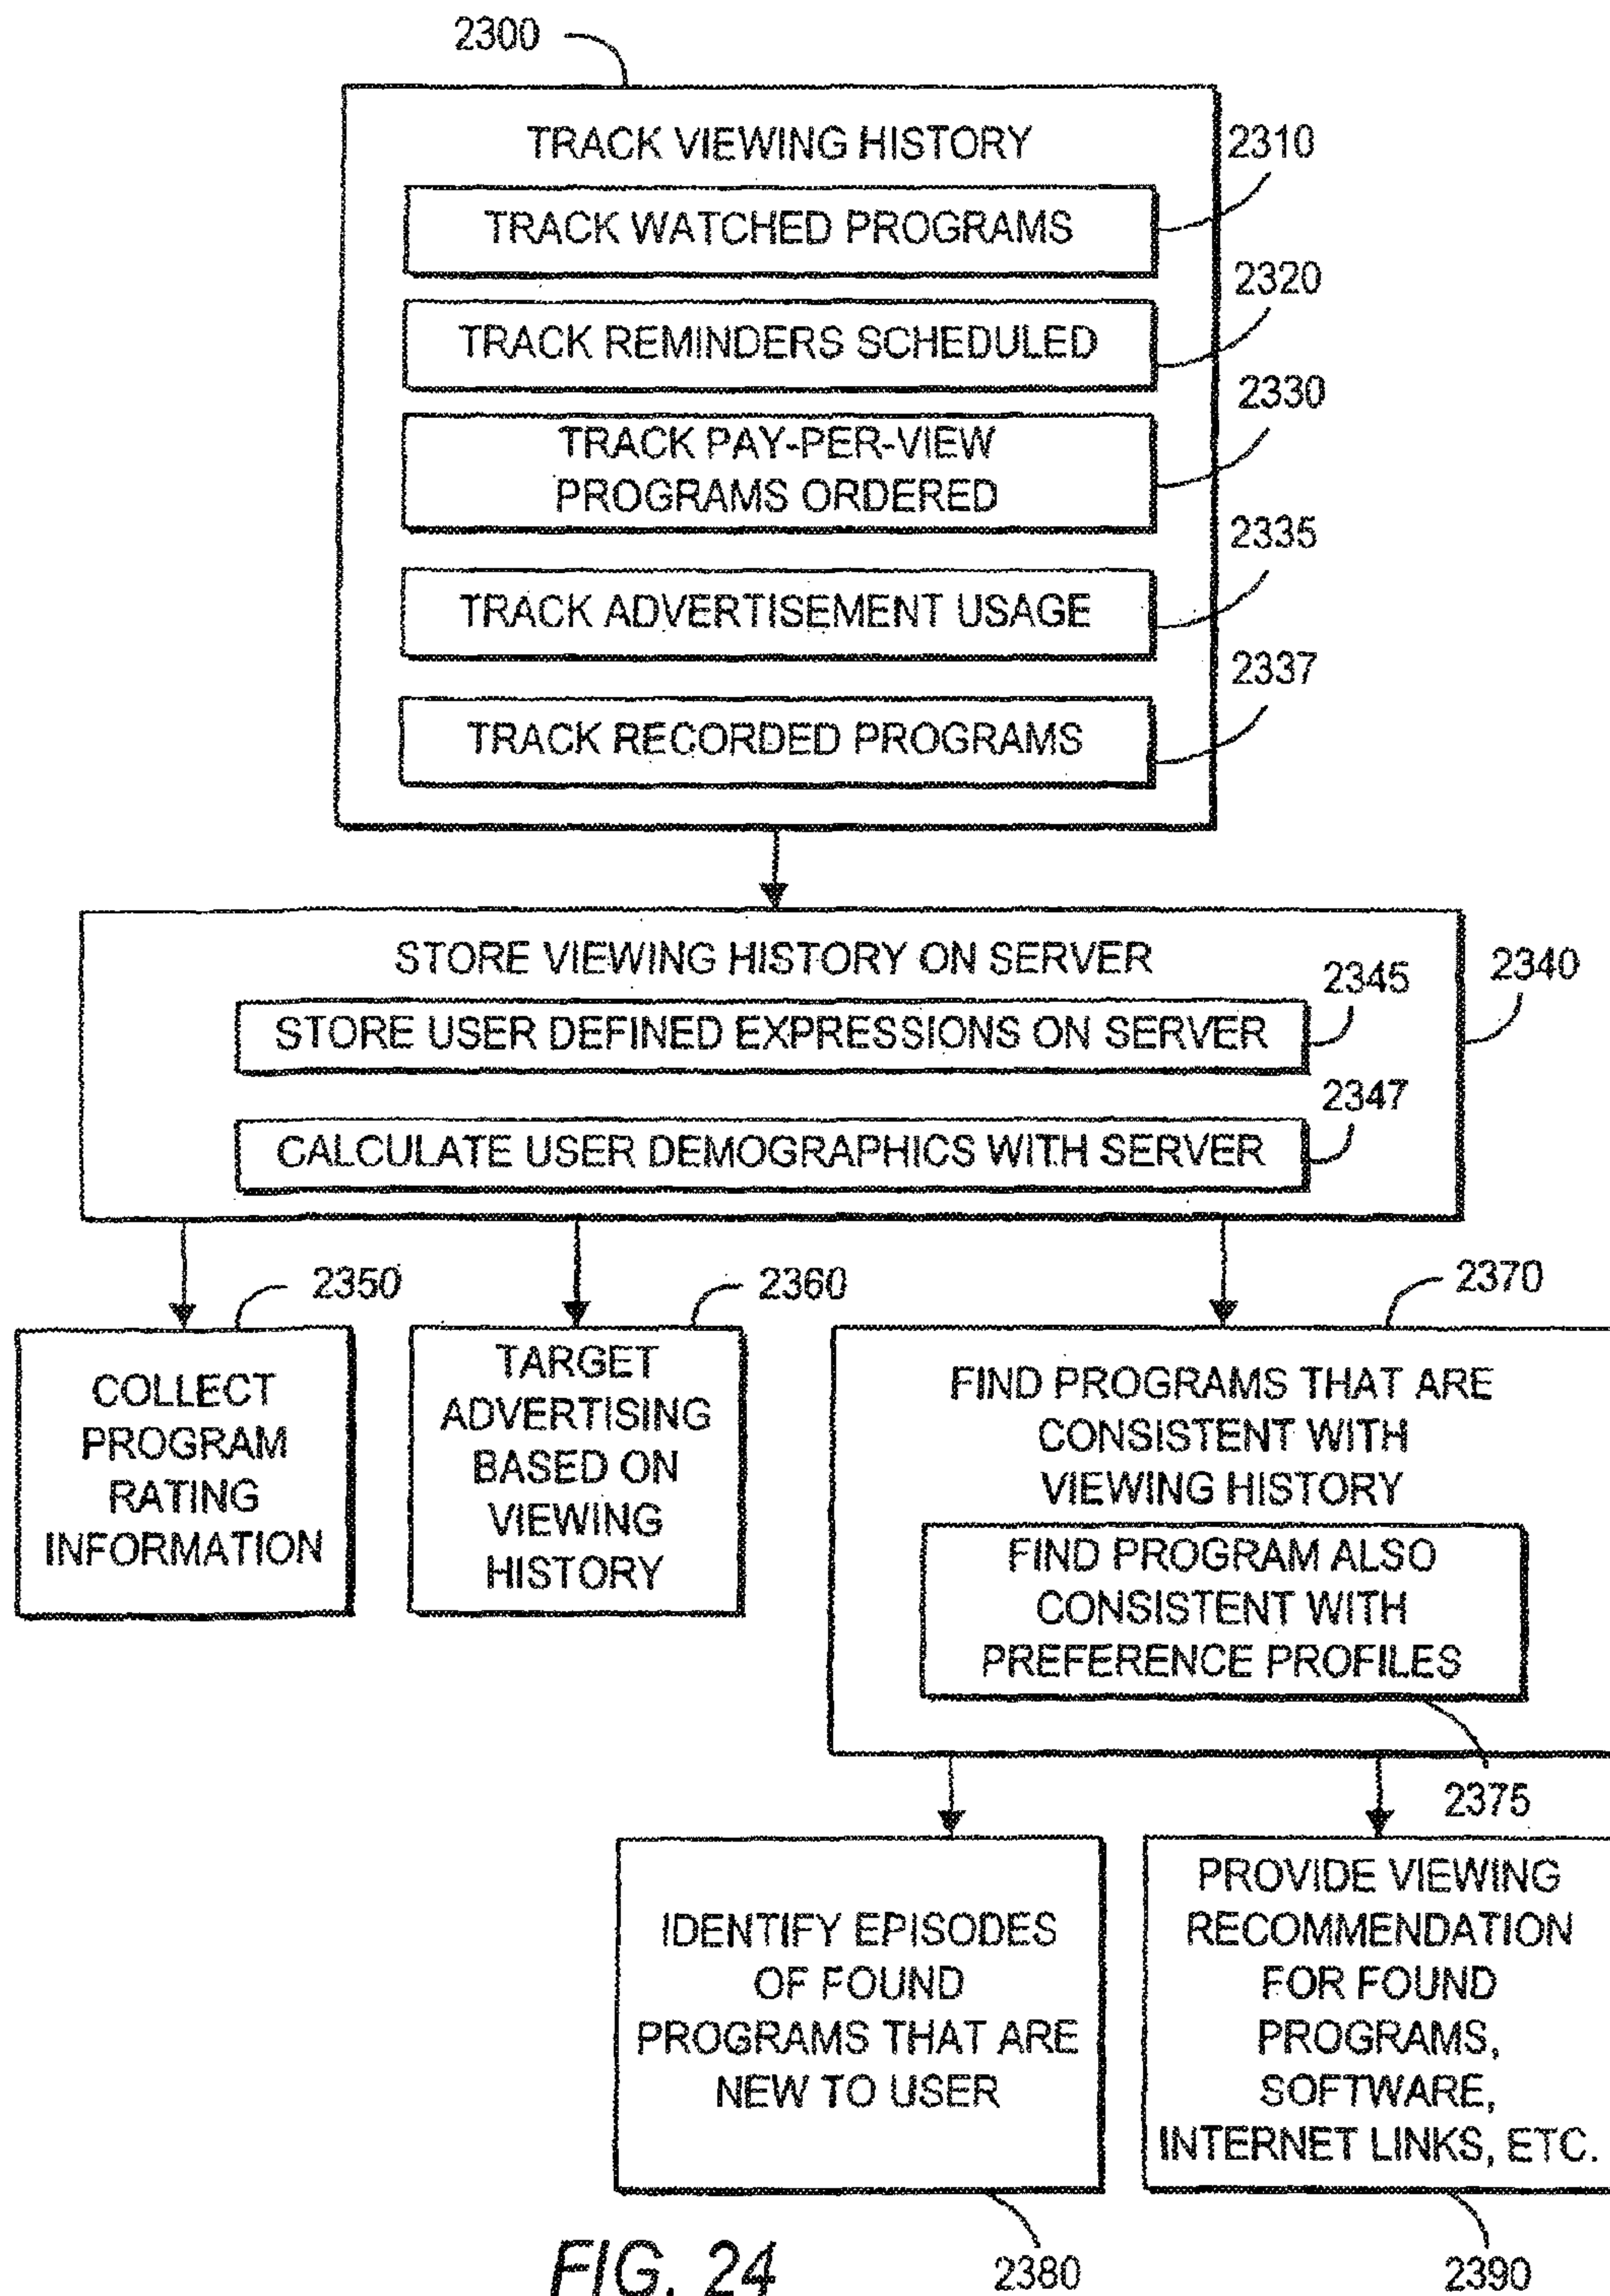 2300
TRACK VIEWING HISTORY
2310
TRACK WATCHED PROGRAMS
2320
TRACK REMINDERS SCHEDULED
2330
TRACK PAY-PER-VIEW
PROGRAMS ORDERED
2335
TRACK ADVERTISEMENT USAGE
2337
TRACK RECORDED PROGRAMS
STORE VIEWING HISTORY ON SERVER
2340
2345
STORE USER DEFINED EXPRESSIONS ON SERVER
2347
CALCULATE USER DEMOGRAPHICS WITH SERVER
2350
COLLECT
PROGRAM
RATING
INFORMATION
2360
TARGET
ADVERTISING
BASED ON
VIEWING
HISTORY
2370
FIND PROGRAMS THAT ARE
CONSISTENT WITH
VIEWING HISTORY
FIND PROGRAM ALSO
CONSISTENT WITH
PREFERENCE PROFILES
2375
IDENTIFY EPISODES
OF FOUND
PROGRAMS THAT ARE
NEW TO USER
2380
PROVIDE VIEWING
RECOMMENDATION
FOR FOUND
PROGRAMS,
SOFTWARE,
INTERNET LINKS, ETC.
2390
FIG. 24